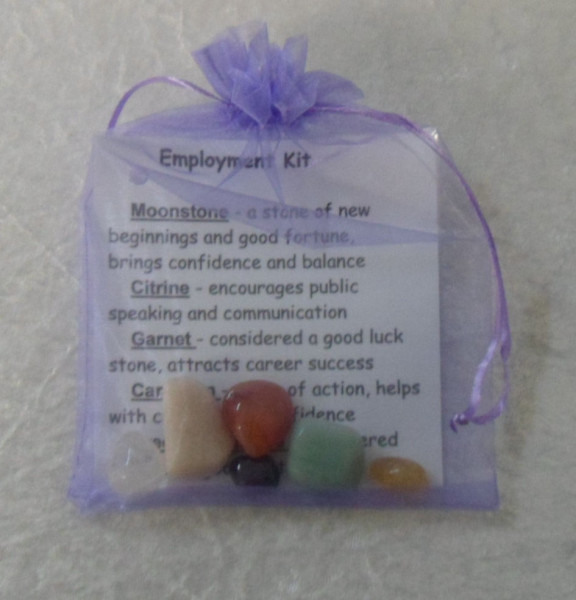 Employment Kit
Moonstone - a stone of new
beginnings and good fortune,
brings confidence and balance
Citrine - encourages public
speaking and communication
Garnet - considered a good luck
stone, attracts career success
of action, helps
with